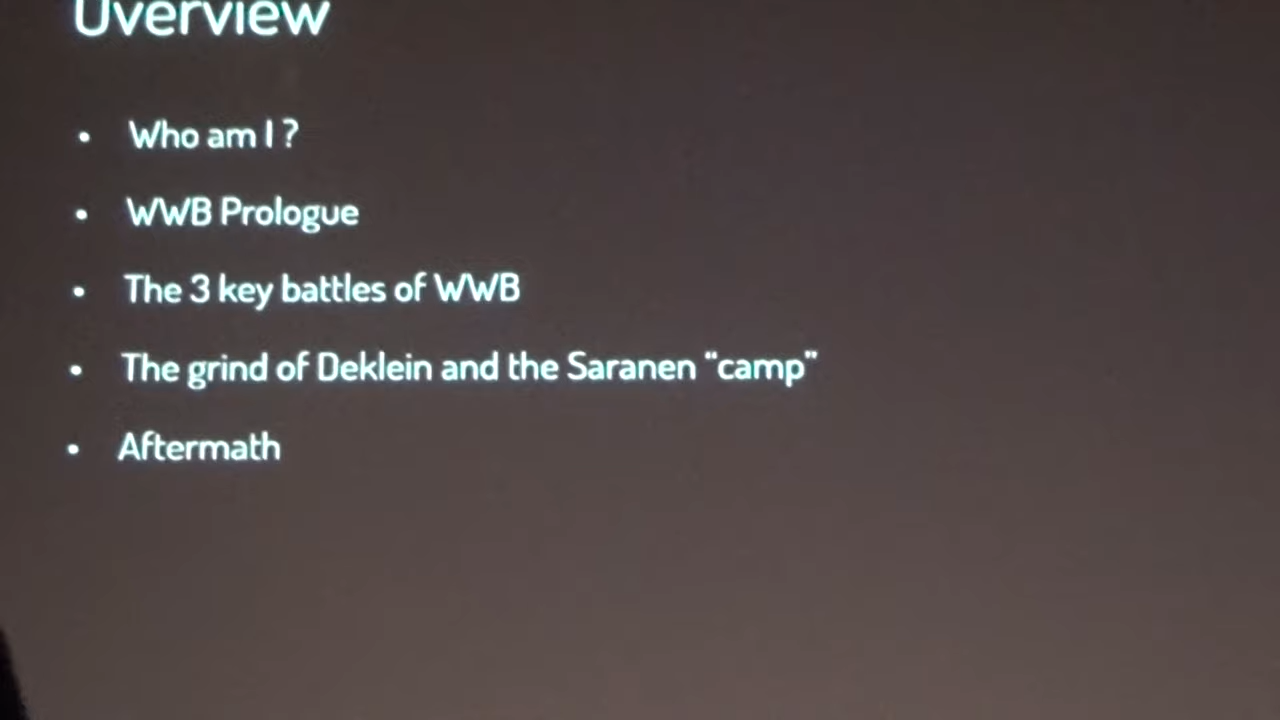 Overview
• Who am I ?
• WWB Prologue
• The 3 key battles of WWB
• The grind of Deklein and the Saranen “camp”
• Aftermath